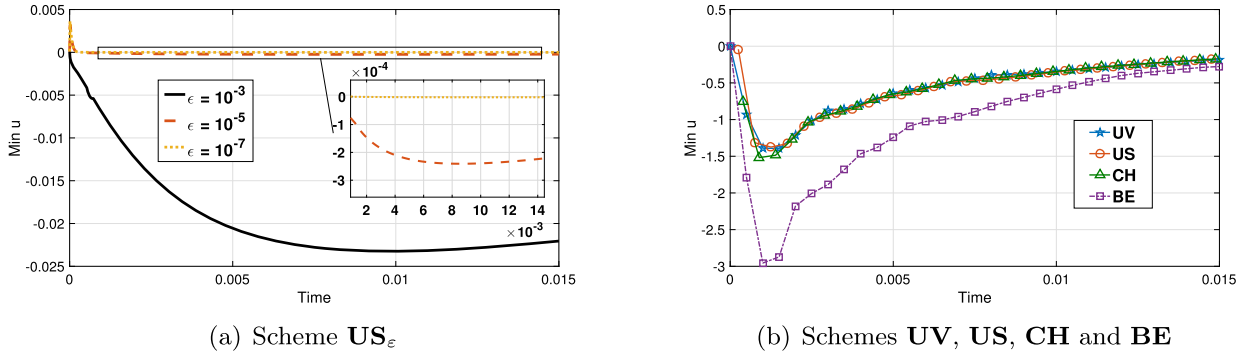 0.005
0
-0.005
-0.01
-0.015
-0.02
-0.025
Min u
0
0.005
0.01
0.015
Time
ϵ = 10-3
ϵ = 10-5
ϵ = 10-7
×10-4
0
-1
-2
-3
2 4 6 8 10 12 14
×10-3
(a) Scheme USε
0.5
0
-0.5
-1
-1.5
-2
-2.5
-3
Min u
0
0.005
0.01
0.015
Time
UV
US
CH
BE
(b) Schemes UV, US, CH and BE